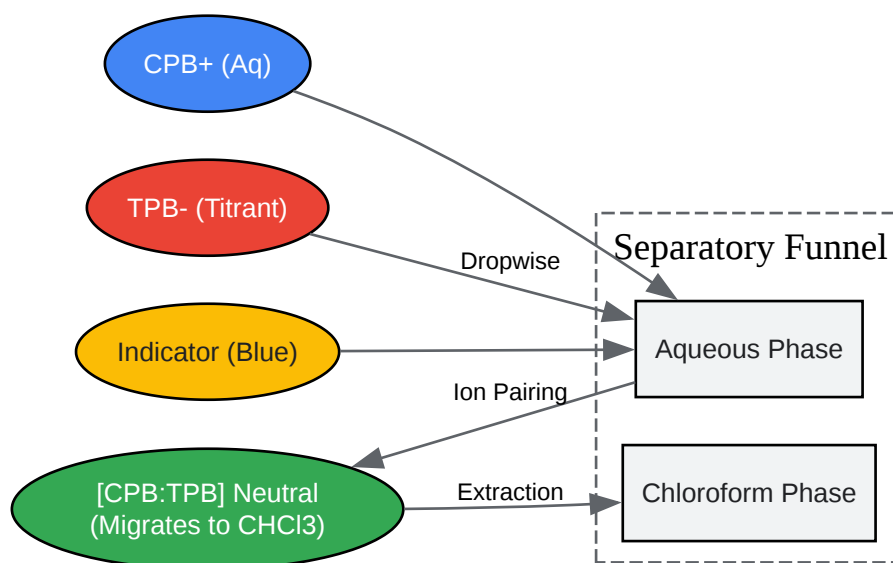 CPB+ (Aq)
TPB- (Titrant)
Dropwise
Separatory Funnel
Indicator (Blue)
Aqueous Phase
Ion Pairing
[CPB:TPB] Neutral
(Migrates to CHCl3)
Extraction
Chloroform Phase